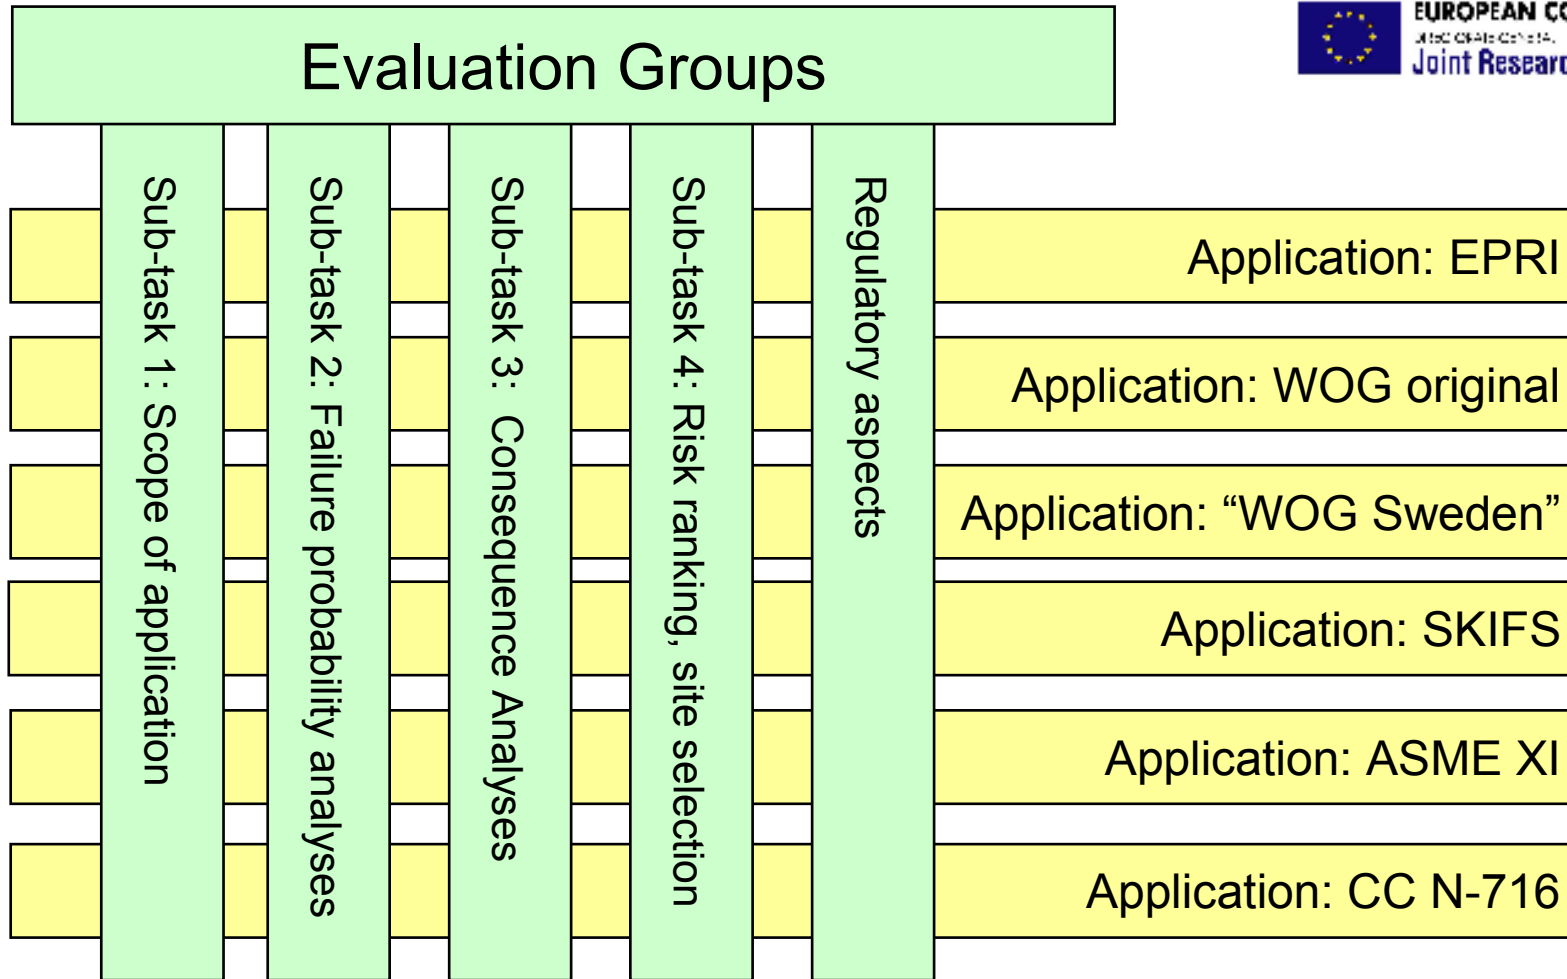 Evaluation Groups
EUROPEAN CO
Joint Researc
Sub-task 1: Scope of application
Sub-task 2: Failure probability analyses
Sub-task 3: Consequence Analyses
Sub-task 4: Risk ranking, site selection
Regulatory aspects
Application: EPRI
Application: WOG original
Application: “WOG Sweden”
Application: SKIFS
Application: ASME XI
Application: CC N-716